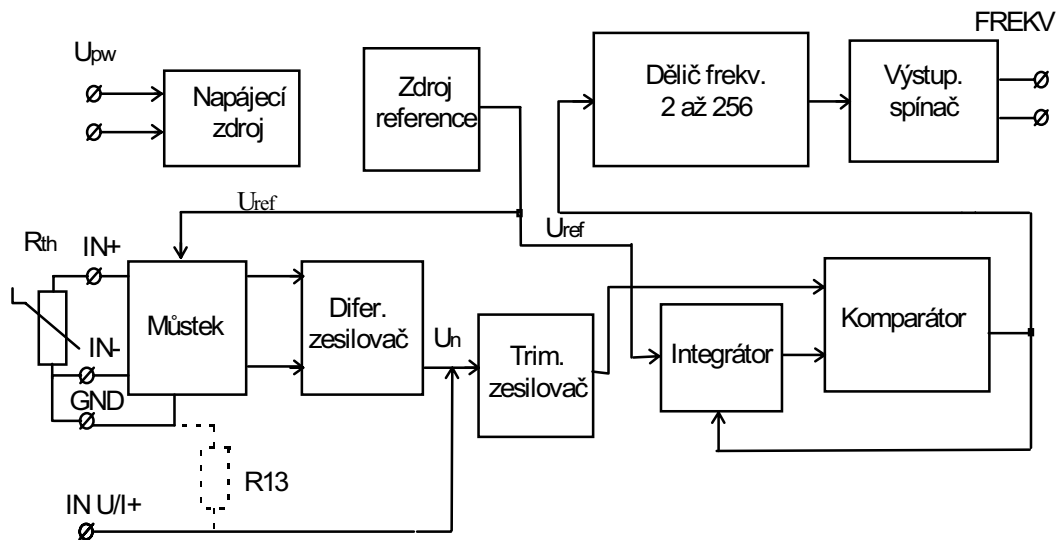 FREKV
Upw
Napájecí
zdroj
Zdroj
reference
Dělič frekv.
2 až 256
Výstup.
spínač
Uref
Uref
Rth
IN+
Můstek
IN-
GND
Difer.
zesilovač
Un
Trim.
zesilovač
Integrátor
Komparátor
R13
IN U/I+